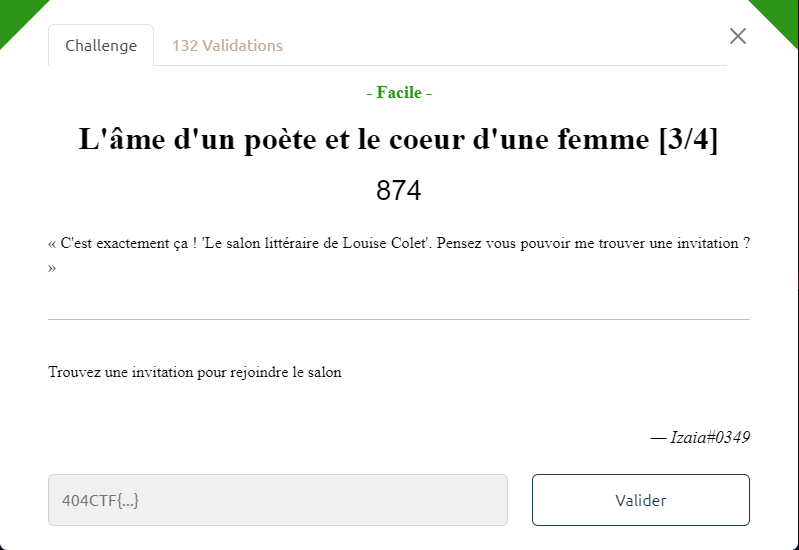 Challenge
132 Validations
- Facile -
L'âme d'un poète et le coeur d'une femme [3/4]
874
« C'est exactement ça ! 'Le salon littéraire de Louise Colet'. Pensez vous pouvoir me trouver une invitation ?
»
Trouvez une invitation pour rejoindre le salon
— Izaia#0349
404CTF{...}
Valider